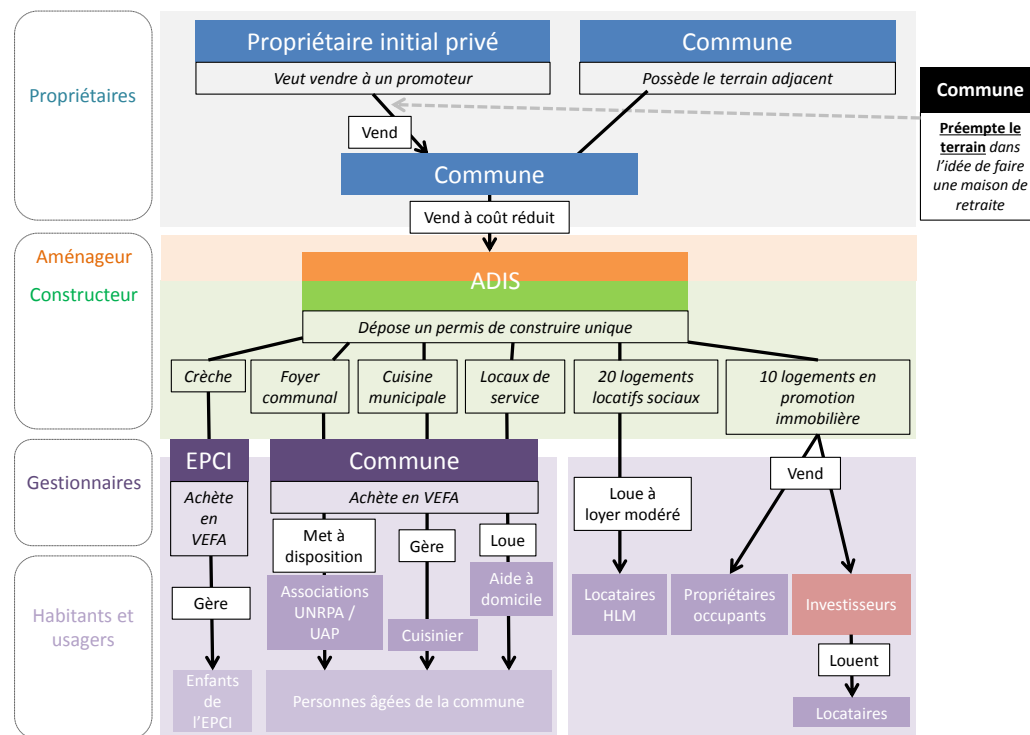 Propriétaires
Propriétaire initial privé
Veut vendre à un promoteur
Commune
Possède le terrain adjacent
Commune
Préempte le
terrain dans
l’idée de faire
une maison de
retraite
Vend
Commune
Vend à coût réduit
Aménageur
Constructeur
ADIS
Dépose un permis de construire unique
Crèche
Foyer
communal
Cuisine
municipale
Locaux de
service
20 logements
locatifs sociaux
10 logements en
promotion
immobilière
Gestionnaires
EPCI
Achète
en
VEFA
Commune
Achète en VEFA
Loue à
loyer modéré
Vend
Met à
disposition
Gère
Loue
Habitants et
usagers
Gère
Associations
UNRPA /
UAP
Cuisinier
Aide à
domicile
Locataires
HLM
Propriétaires
occupants
Investisseurs
Louent
Enfants
de
l’EPCI
Personnes âgées de la commune
Locataires